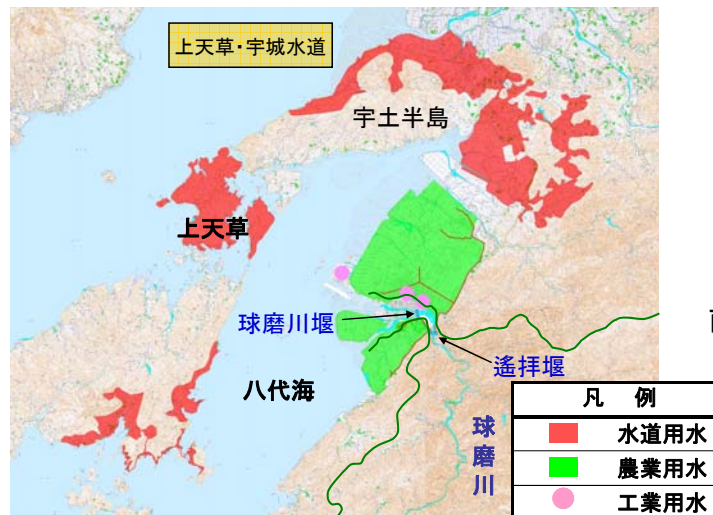 上天草・宇城水道
宇土半島
上天草
球磨川堰
遙拝堰
八代海
球磨川
凡 例
水道用水
農業用水
工業用水